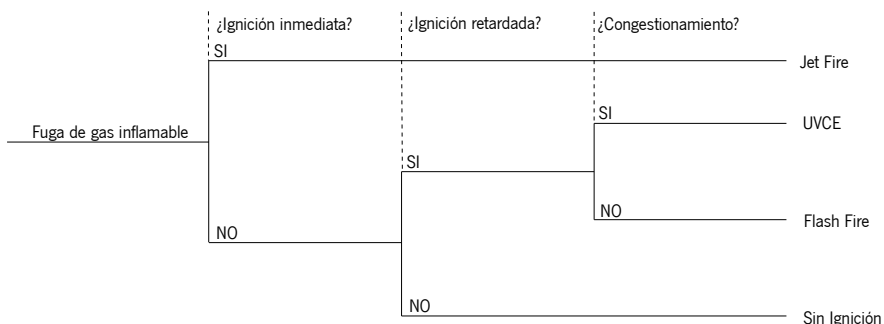 ¿Ignición inmediata?
¿Ignición retardada?
¿Congestionamiento?
SI
Jet Fire
SI
UVCE
Fuga de gas inflamable
SI
NO
Flash Fire
NO
NO
Sin Ignición